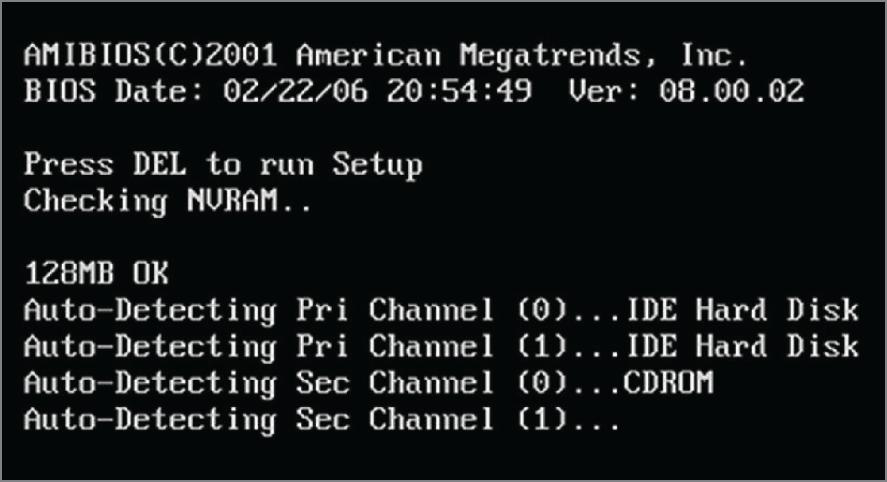 AMIBIOS(C)2001 American Megatrends, Inc.
BIOS Date: 02/22/06 20:54:49  Ver: 08.00.02
Press DEL to run Setup
Checking NVRAM..
128MB OK
Auto-Detecting Pri Channel (0)...IDE Hard Disk
Auto-Detecting Pri Channel (1)...IDE Hard Disk
Auto-Detecting Sec Channel (0)...CDROM
Auto-Detecting Sec Channel (1)...